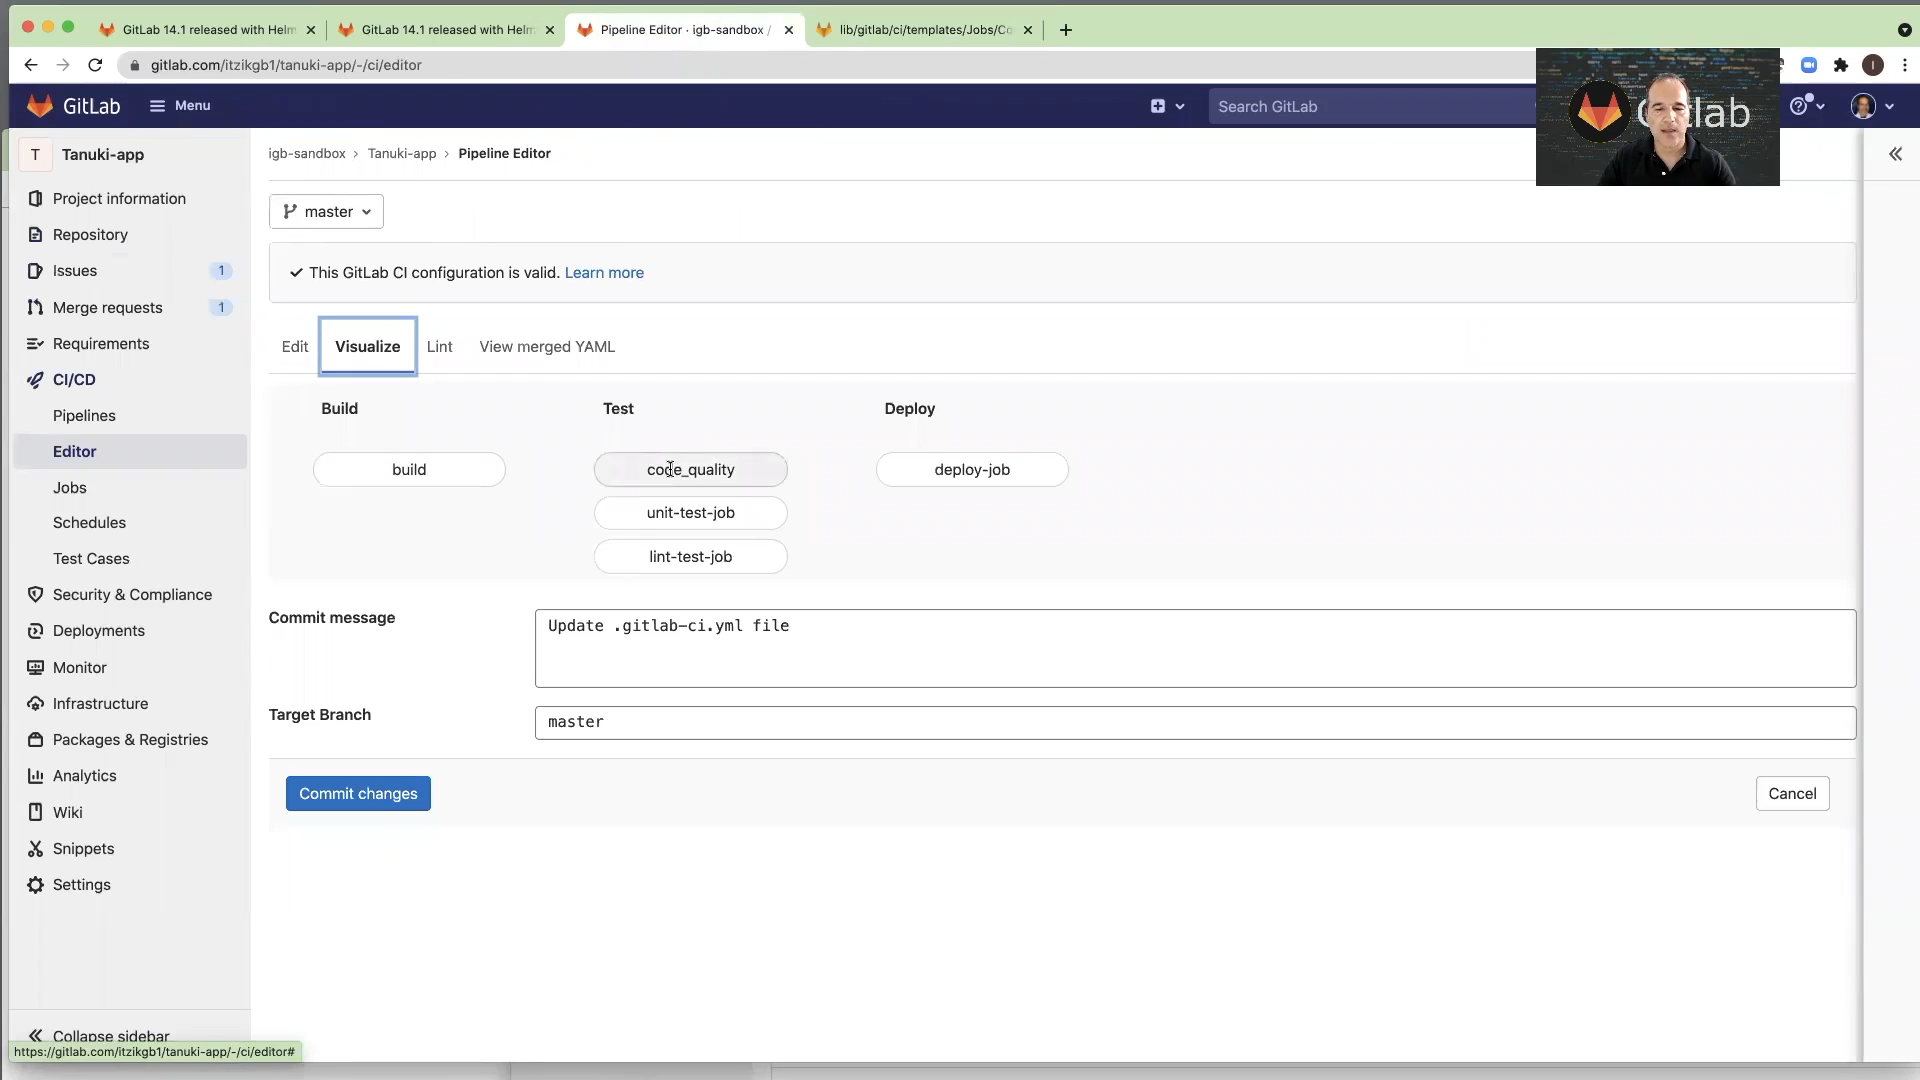 GitLab 14.1 released with Helm
GitLab 14.1 released with Helm
Pipeline Editor · igb-sandbox /
lib/gitlab/ci/templates/Jobs/Co
gitlab.com/itzikgb1/tanuki-app/-/ci/editor
I
GitLab
Menu
Search GitLab
lab
T
Tanuki-app
Project information
Repository
Issues 1
Merge requests 1
Requirements
CI/CD
Pipelines
Editor
Jobs
Schedules
Test Cases
Security & Compliance
Deployments
Monitor
Infrastructure
Packages & Registries
Analytics
Wiki
Snippets
Settings
Collapse sidebar
https://gitlab.com/itzikgb1/tanuki-app/-/ci/editor#
igb-sandbox › Tanuki-app › Pipeline Editor
master
This GitLab CI configuration is valid. Learn more
Edit Visualize Lint View merged YAML
Build Test Deploy
build code_quality deploy-job
unit-test-job
lint-test-job
Commit message
Update .gitlab-ci.yml file
Target Branch
master
Commit changes
Cancel